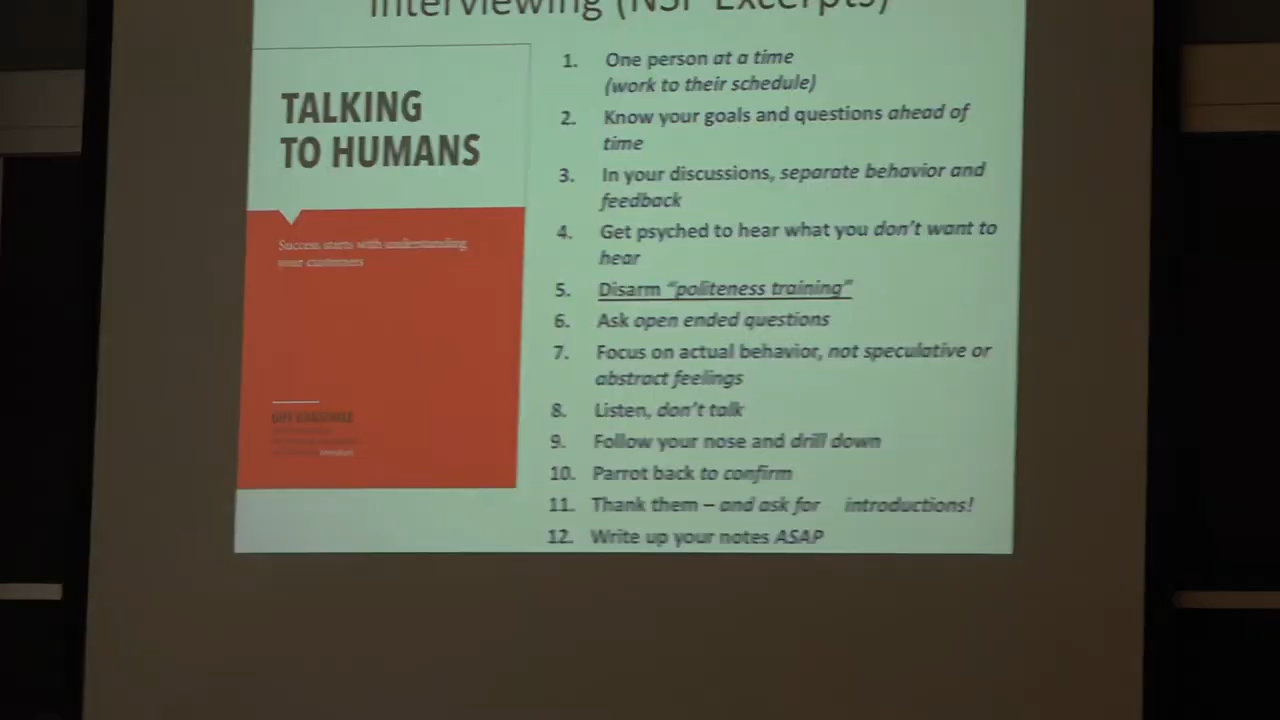 Interviewing (NSF Excerpts)
TALKING
TO HUMANS
Success starts with understanding
your customers
1. One person at a time
(work to their schedule)
2. Know your goals and questions ahead of
time
3. In your discussions, separate behavior and
feedback
4. Get psyched to hear what you don't want to
hear
5. Disarm "politeness training"
6. Ask open ended questions
7. Focus on actual behavior, not speculative or
abstract feelings
8. Listen, don't talk
9. Follow your nose and drill down
10. Parrot back to confirm
11. Thank them – and ask for introductions!
12. Write up your notes ASAP